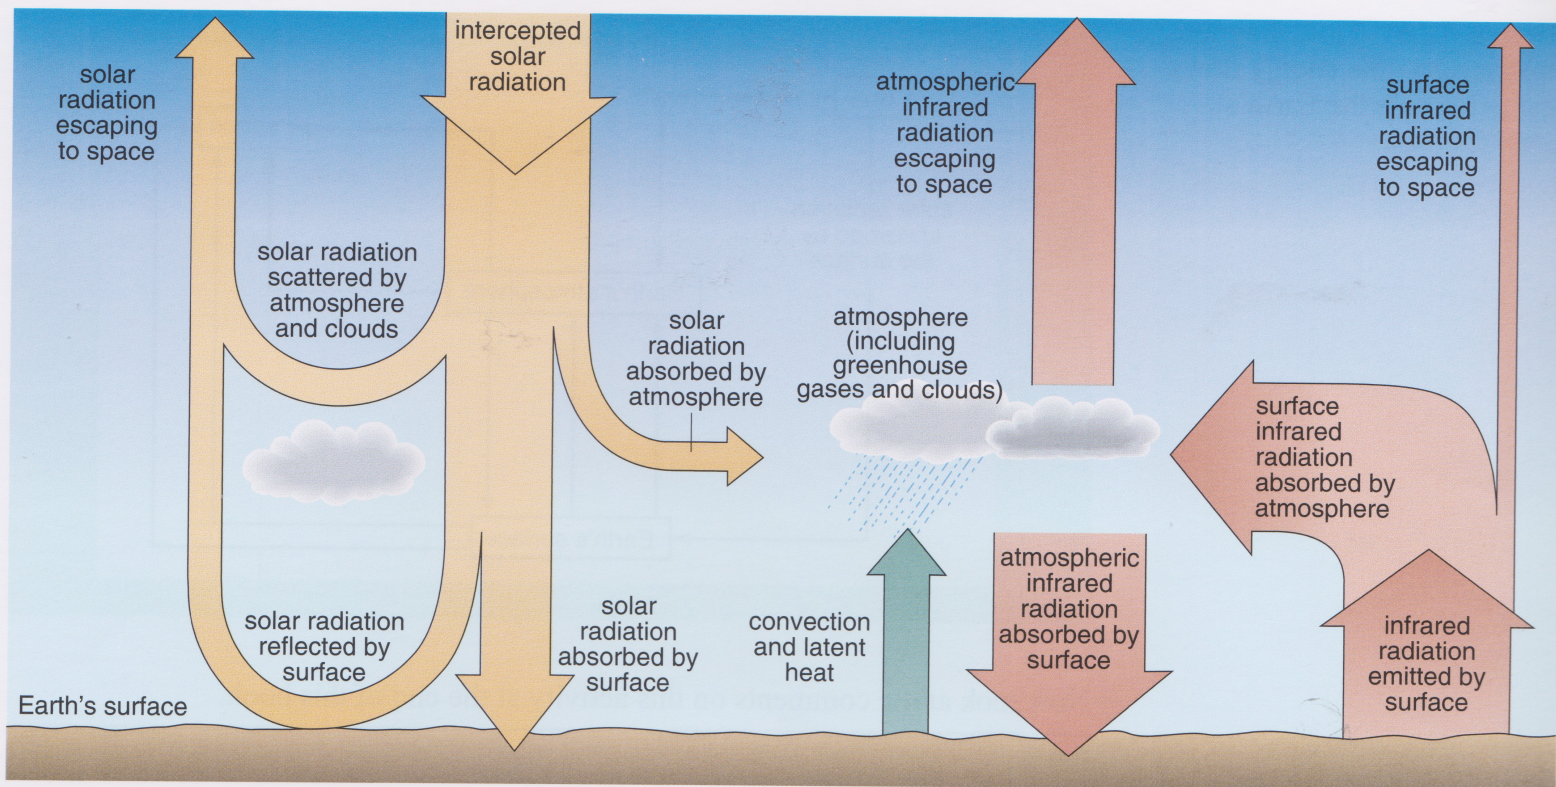 solar
radiation
escaping
to space
intercepted
solar
radiation
solar radiation
scattered by
atmosphere
and clouds
solar
radiation
absorbed by
atmosphere
atmosphere
(including
greenhouse
gases and clouds)
atmospheric
infrared
radiation
escaping
to space
surface
infrared
radiation
escaping
to space
surface
infrared
radiation
absorbed by
atmosphere
solar radiation
reflected by
surface
solar
radiation
absorbed by
surface
convection
and latent
heat
atmospheric
infrared
radiation
absorbed by
surface
infrared
radiation
emitted by
surface
Earth's surface